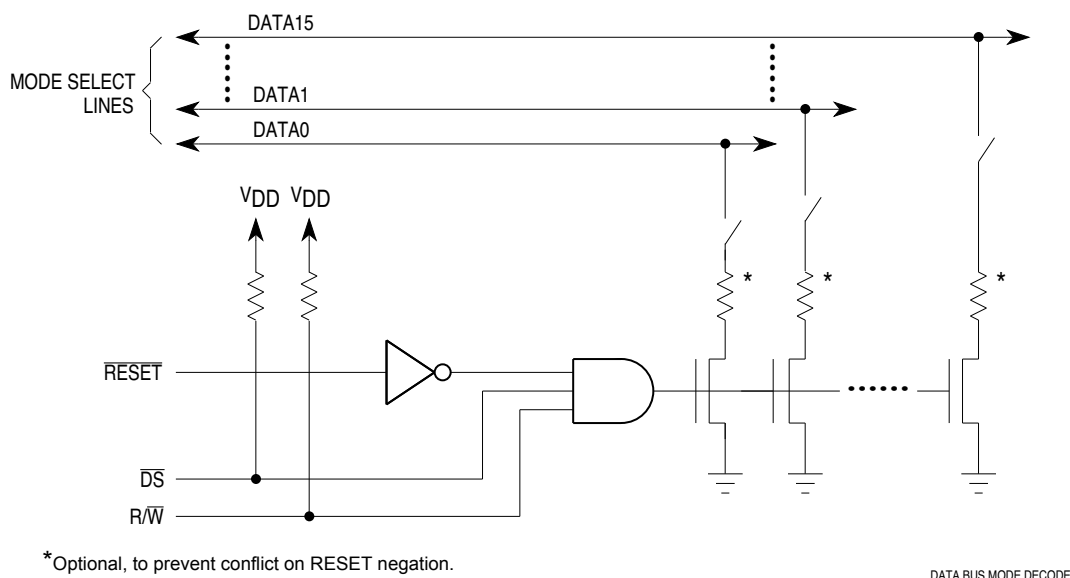 DATA15
MODE SELECT
LINES
DATA1
DATA0
VDD VDD
*
*
*
RESET
DS
R/W
*Optional, to prevent conflict on RESET negation.
DATA BUS MODE DECODE